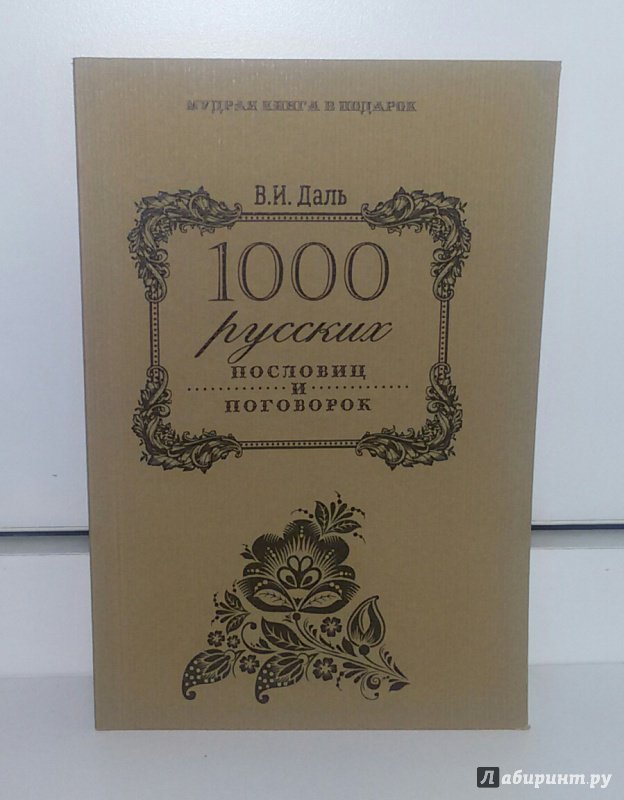 МУДРАЯ КНИГА В ПОДАРОК
В.И. Даль
1000
русских
ПОСЛОВИЦ
И
ПОГОВОРОК
Лабиринт.ру